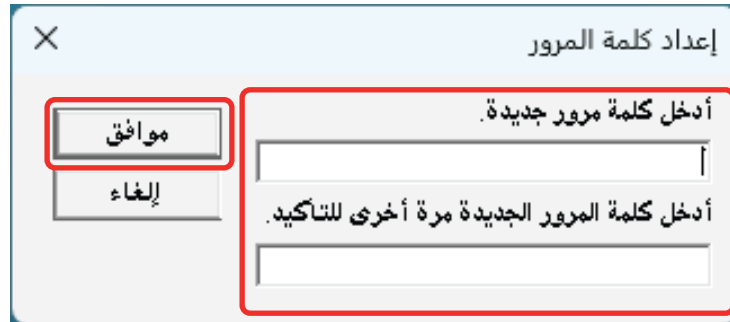 إعداد كلمة المرور
أدخل كلمة مرور جديدة.
موافق
إلغاء
أدخل كلمة المرور الجديدة مرة أخرى للتأكيد.